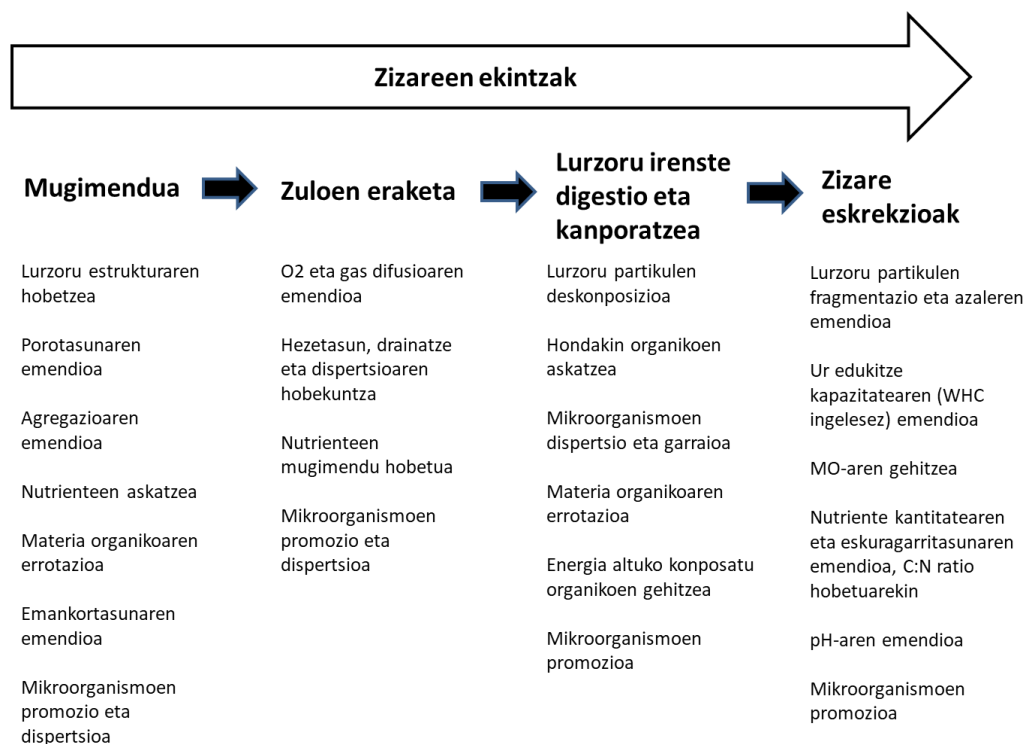 Zizareen ekintzak
Mugimendua
Lurzoru estrukturaren
hobetzea
Porotasunaren
emendioa
Agregazioaren
emendioa
Nutrienteen askatzea
Materia organikoaren
errotazioa
Emankortasunaren
emendioa
Mikroorganismoen
promozio eta
dispertsioa
Zuloen eraketa
O2 eta gas difusioaren
emendioa
Hezetasun, drainatze
eta dispertsioaren
hobekuntza
Nutrienteen
mugimendu hobetua
Mikroorganismoen
promozio eta
dispertsioa
Lurzoru irenste
digestio eta
kanporatzea
Lurzoru partikulen
deskonposizioa
Hondakin organikoen
askatzea
Mikroorganismoen
dispertsio eta garraioa
Materia organikoaren
errotazioa
Energia altuko konposatu
organikoen gehitzea
Mikroorganismoen
promozioa
Zizare
eskrekzioak
Lurzoru partikulen
fragmentazio eta azaleren
emendioa
Ur edukitze
kapazitatearen (WHC
ingelesez) emendioa
MO-aren gehitzea
Nutriente kantitatearen
eta eskuragarritasunaren
emendioa, C:N ratio
hobetuarekin
pH-aren emendioa
Mikroorganismoen
promozioa